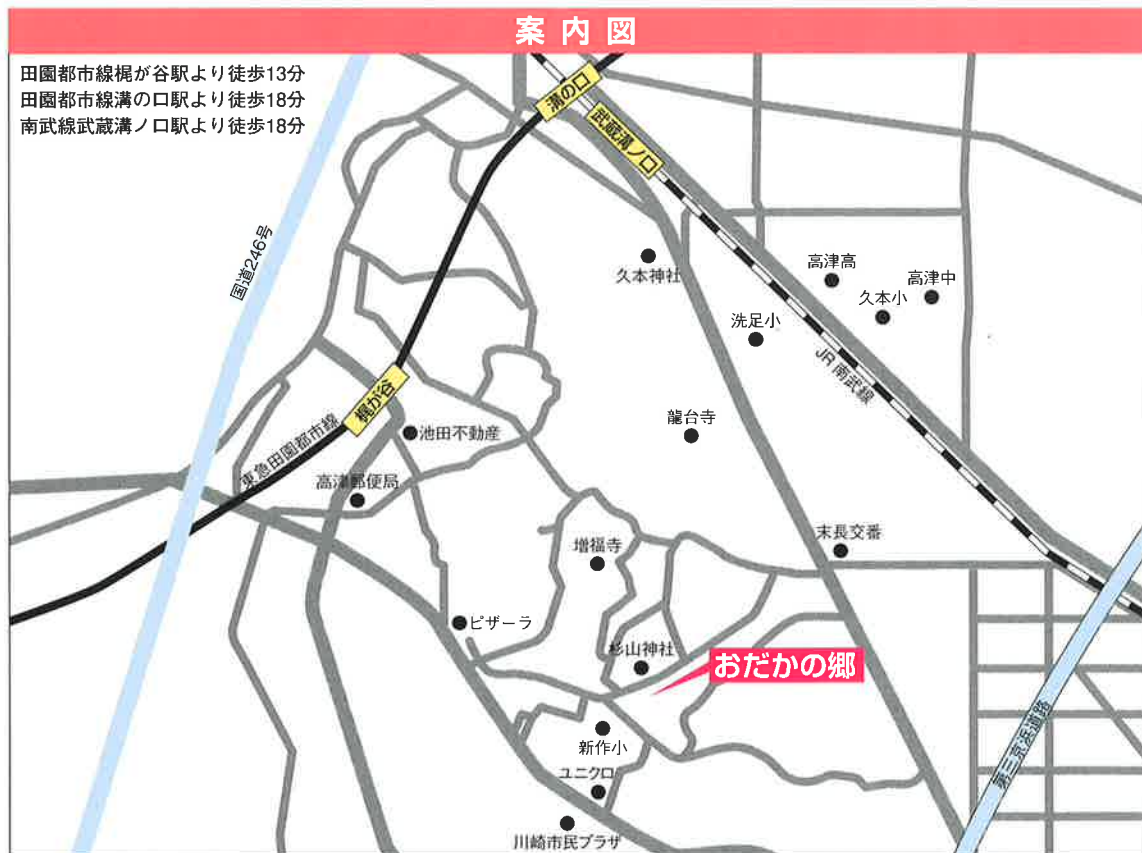 案内図
田園都市線梶が谷駅より徒歩13分
田園都市線溝の口駅より徒歩18分
南武線武蔵溝ノ口駅より徒歩18分
溝の口
武蔵溝ノ口
国道246号
久本神社
高津高
高津中
久本小
洗足小
JR南武線
梶が谷
龍台寺
池田不動産
東急田園都市線
高津郵便局
末長交番
増福寺
ピザーラ
杉山神社
おだかの郷
第三京浜道路
新作小
ユニクロ
川崎市民プラザ